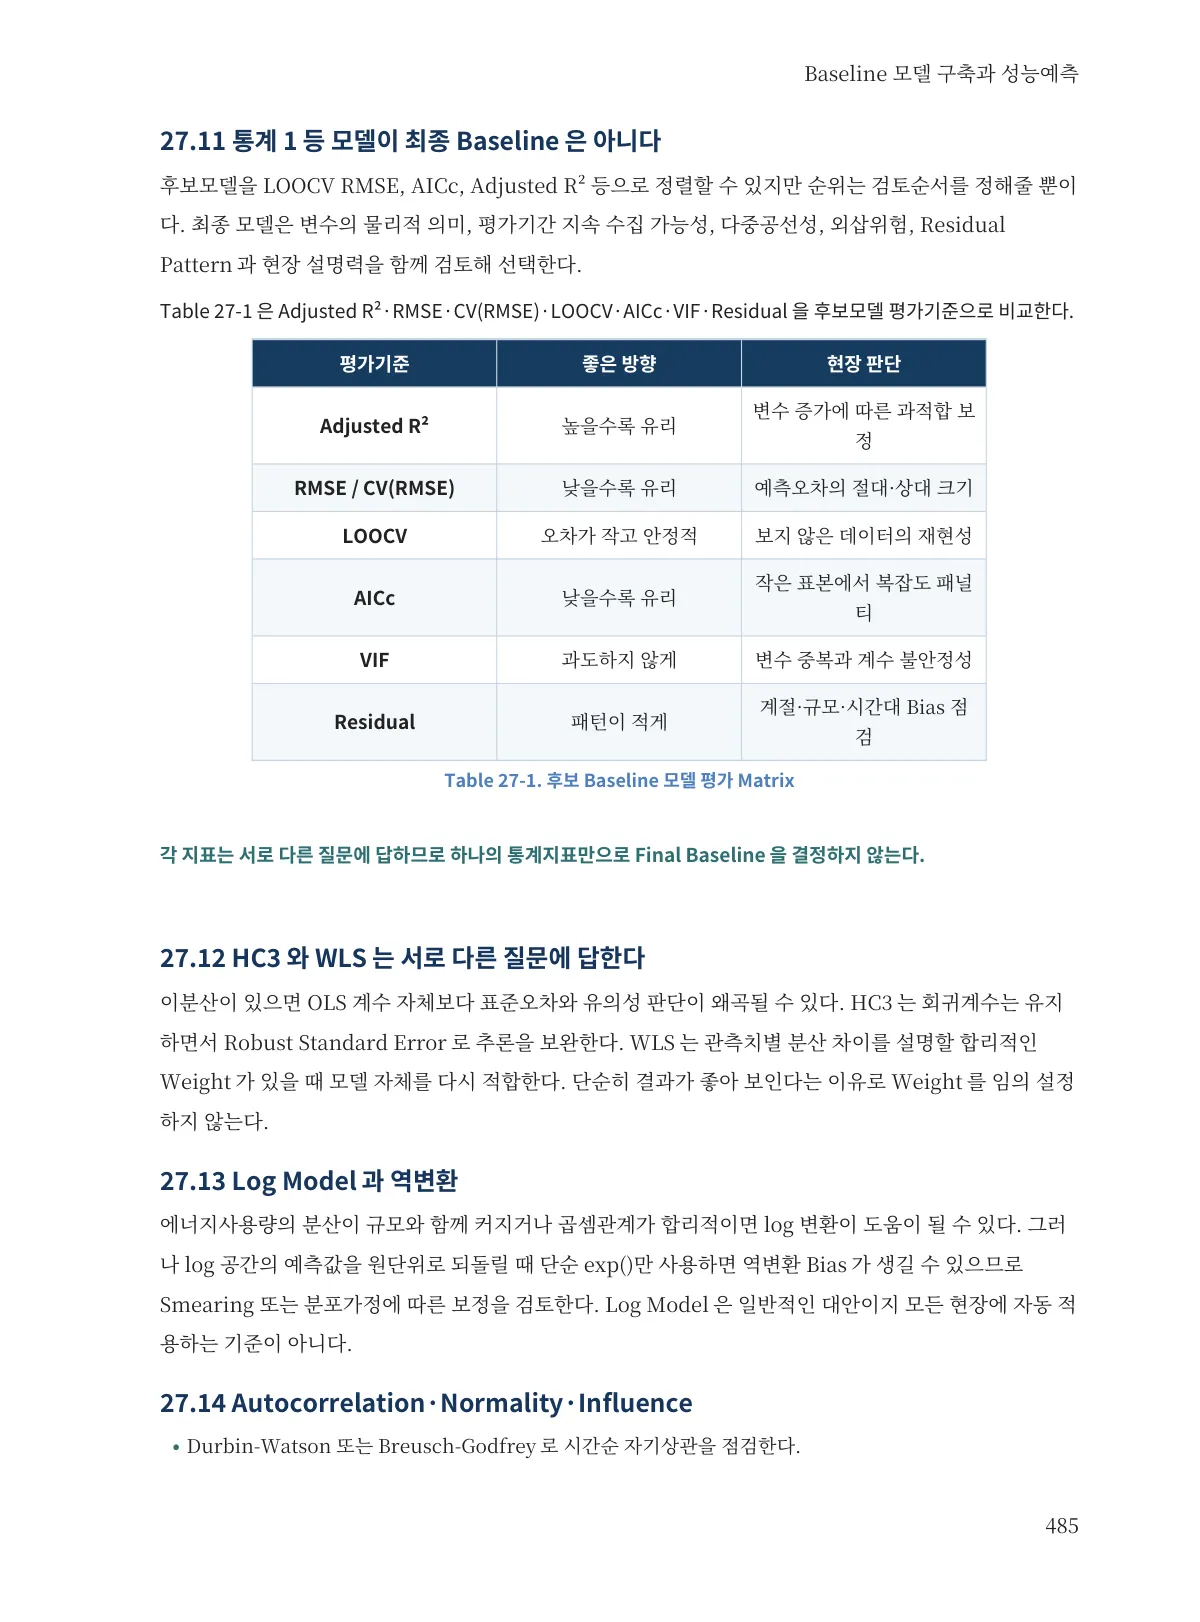 Baseline 모델 구축과 성능예측
27.11 통계 1 등 모델이 최종 Baseline 은 아니다
후보모델을 LOOCV RMSE, AICc, Adjusted R² 등으로 정렬할 수 있지만 순위는 검토순서를 정해줄 뿐이
다. 최종 모델은 변수의 물리적 의미, 평가기간 지속 수집 가능성, 다중공선성, 외삽위험, Residual
Pattern 과 현장 설명력을 함께 검토해 선택한다.
Table 27-1 은 Adjusted R²·RMSE·CV(RMSE)·LOOCV·AICc·VIF·Residual 을 후보모델 평가기준으로 비교한다.
평가기준 좋은 방향 현장 판단
Adjusted R² 높을수록 유리 변수 증가에 따른 과적합 보
정
RMSE / CV(RMSE) 낮을수록 유리 예측오차의 절대·상대 크기
LOOCV 오차가 작고 안정적 보지 않은 데이터의 재현성
AICc 낮을수록 유리 작은 표본에서 복잡도 패널
티
VIF 과도하지 않게 변수 중복과 계수 불안정성
Residual 패턴이 적게 계절·규모·시간대 Bias 점
검
Table 27-1. 후보 Baseline 모델 평가 Matrix
각 지표는 서로 다른 질문에 답하므로 하나의 통계지표만으로 Final Baseline 을 결정하지 않는다.
27.12 HC3 와 WLS 는 서로 다른 질문에 답한다
이분산이 있으면 OLS 계수 자체보다 표준오차와 유의성 판단이 왜곡될 수 있다. HC3 는 회귀계수는 유지
하면서 Robust Standard Error 로 추론을 보완한다. WLS 는 관측치별 분산 차이를 설명할 합리적인
Weight 가 있을 때 모델 자체를 다시 적합한다. 단순히 결과가 좋아 보인다는 이유로 Weight 를 임의 설정
하지 않는다.
27.13 Log Model 과 역변환
에너지사용량의 분산이 규모와 함께 커지거나 곱셈관계가 합리적이면 log 변환이 도움이 될 수 있다. 그러
나 log 공간의 예측값을 원단위로 되돌릴 때 단순 exp()만 사용하면 역변환 Bias 가 생길 수 있으므로
Smearing 또는 분포가정에 따른 보정을 검토한다. Log Model 은 일반적인 대안이지 모든 현장에 자동 적
용하는 기준이 아니다.
27.14 Autocorrelation·Normality·Influence
• Durbin-Watson 또는 Breusch-Godfrey 로 시간순 자기상관을 점검한다.
485